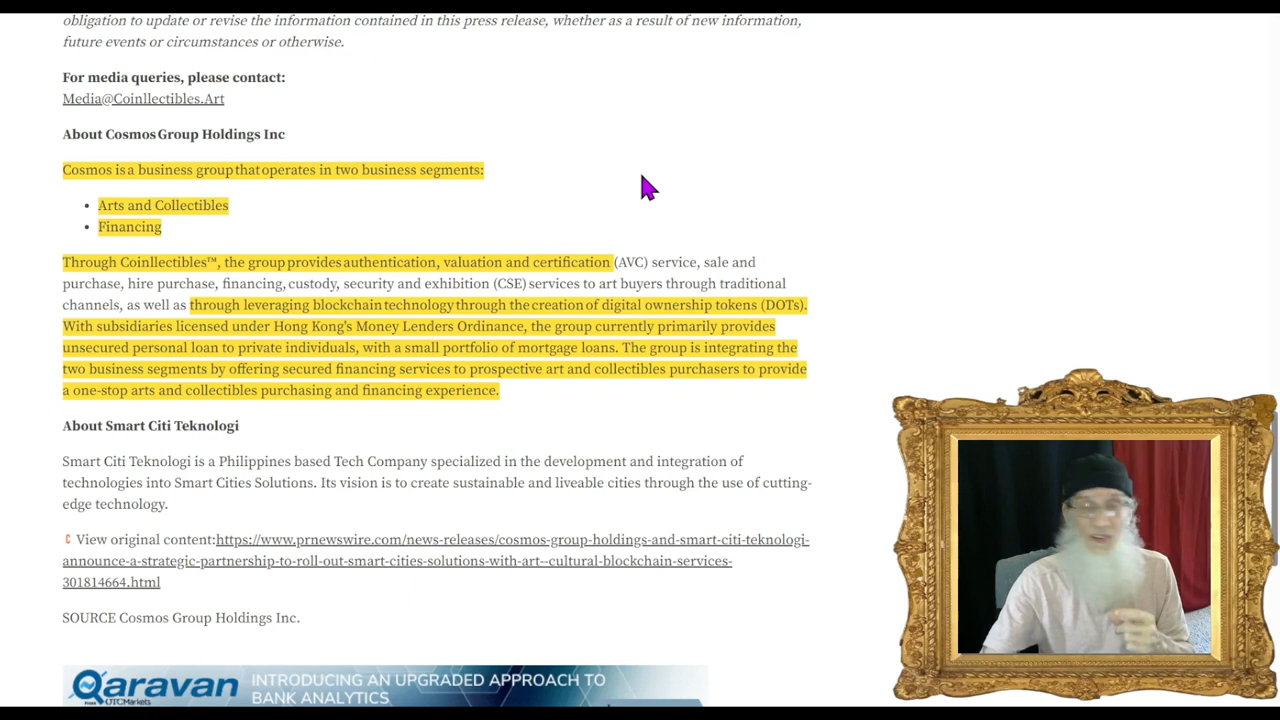 obligation to update or revise the information contained in this press release, whether as a result of new information,
future events or circumstances or otherwise.
For media queries, please contact:
Media@Coinllectibles.Art
About Cosmos Group Holdings Inc
Cosmos is a business group that operates in two business segments:
• Arts and Collectibles
• Financing
Through Coinllectibles™, the group provides authentication, valuation and certification (AVC) service, sale and
purchase, hire purchase, financing, custody, security and exhibition (CSE) services to art buyers through traditional
channels, as well as through leveraging blockchain technology through the creation of digital ownership tokens (DOTs).
With subsidiaries licensed under Hong Kong's Money Lenders Ordinance, the group currently primarily provides
unsecured personal loan to private individuals, with a small portfolio of mortgage loans. The group is integrating the
two business segments by offering secured financing services to prospective art and collectibles purchasers to provide
a one-stop arts and collectibles purchasing and financing experience.
About Smart Citi Teknologi
Smart Citi Teknologi is a Philippines based Tech Company specialized in the development and integration of
technologies into Smart Cities Solutions. Its vision is to create sustainable and liveable cities through the use of cutting-
edge technology.
View original content:https://www.prnewswire.com/news-releases/cosmos-group-holdings-and-smart-citi-teknologi-
announce-a-strategic-partnership-to-roll-out-smart-cities-solutions-with-art--cultural-blockchain-services-
301814664.html
SOURCE Cosmos Group Holdings Inc.
Qaravan
OTCMarkets
INTRODUCING AN UPGRADED APPROACH TO
BANK ANALYTICS